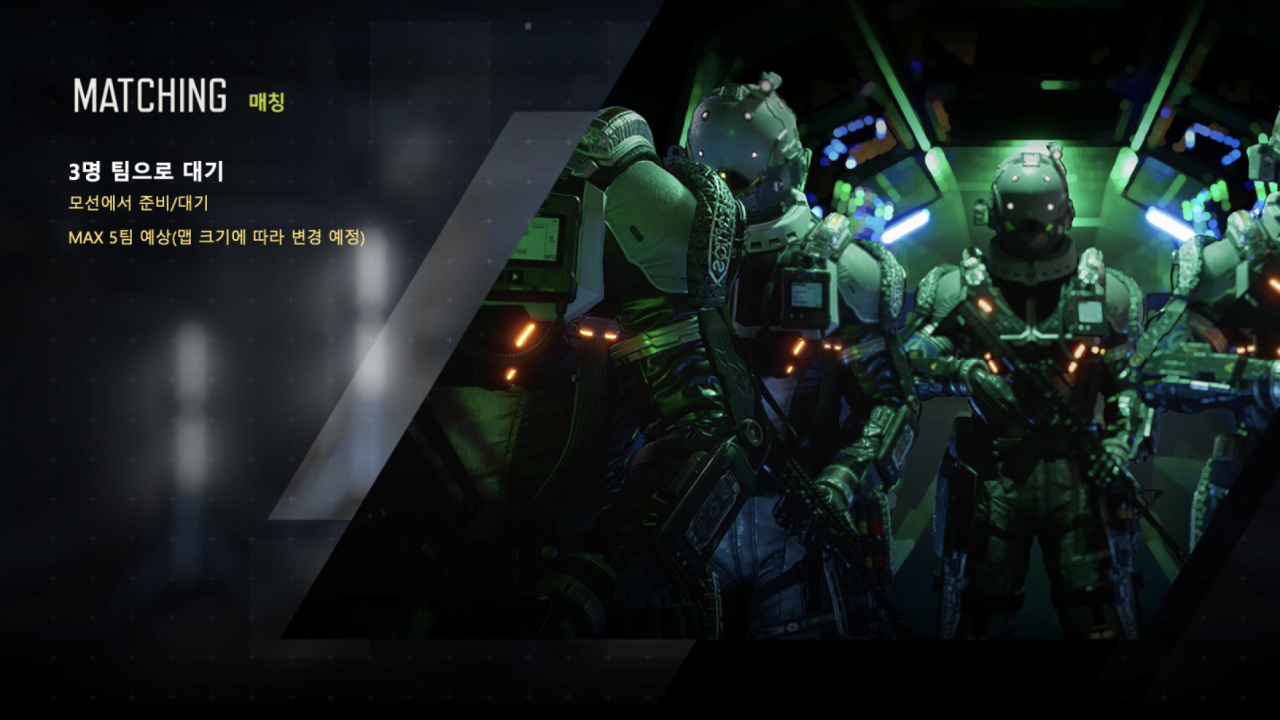 MATCHING 매칭
3명 팀으로 대기
모선에서 준비/대기
MAX 5팀 예상(맵 크기에 따라 변경 예정)